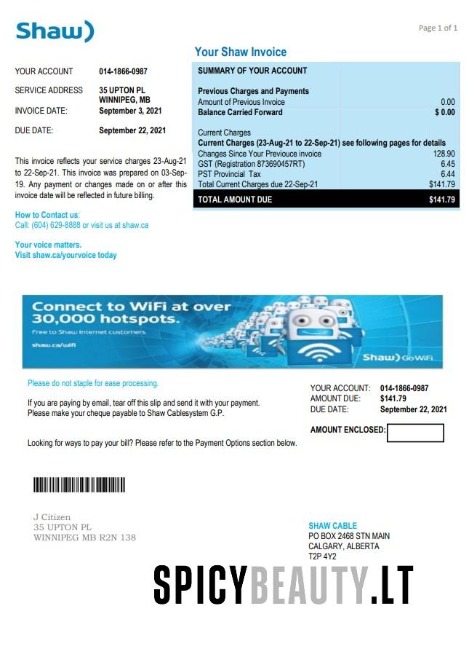 Shaw)
Page 1 of 1
Your Shaw Invoice
YOUR ACCOUNT 014-1866-0987
SERVICE ADDRESS 35 UPTON PL
WINNIPEG, MB
INVOICE DATE: September 3, 2021
DUE DATE: September 22, 2021
This invoice reflects your service charges 23-Aug-21
to 22-Sep-21. This invoice was prepared on 03-Sep-
19. Any payment or changes made on or after this
invoice date will be reflected in future billing.
How to Contact us:
Call: (604) 629-8888 or visit us at shaw.ca
Your voice matters.
Visit shaw.ca/yourvoice today
SUMMARY OF YOUR ACCOUNT
Previous Charges and Payments
Amount of Previous Invoice 0.00
Balance Carried Forward $ 0.00
Current Charges
Current Charges (23-Aug-21 to 22-Sep-21) see following pages for details
Changes Since Your Previouce invoice 128.90
GST (Registration 873690457RT) 6.45
PST Provincial Tax 6.44
Total Current Charges due 22-Sep-21 $141.79
TOTAL AMOUNT DUE $141.79
Connect to WiFi at over
30,000 hotspots.
Free to Shaw Internet customers
shaw.ca/wifi
Shaw) Go WiFi
Please do not staple for ease processing.
If you are paying by email, tear off this slip and send it with your payment.
Please make your cheque payable to Shaw Cablesystem G.P.
Looking for ways to pay your bill? Please refer to the Payment Options section below.
YOUR ACCOUNT: 014-1866-0987
AMOUNT DUE: $141.79
DUE DATE: September 22, 2021
AMOUNT ENCLOSED:
J Citizen
35 UPTON PL
WINNIPEG MB R2N 138
SHAW CABLE
PO BOX 2468 STN MAIN
CALGARY, ALBERTA
T2P 4Y2
SPICYBEAUTY.LT